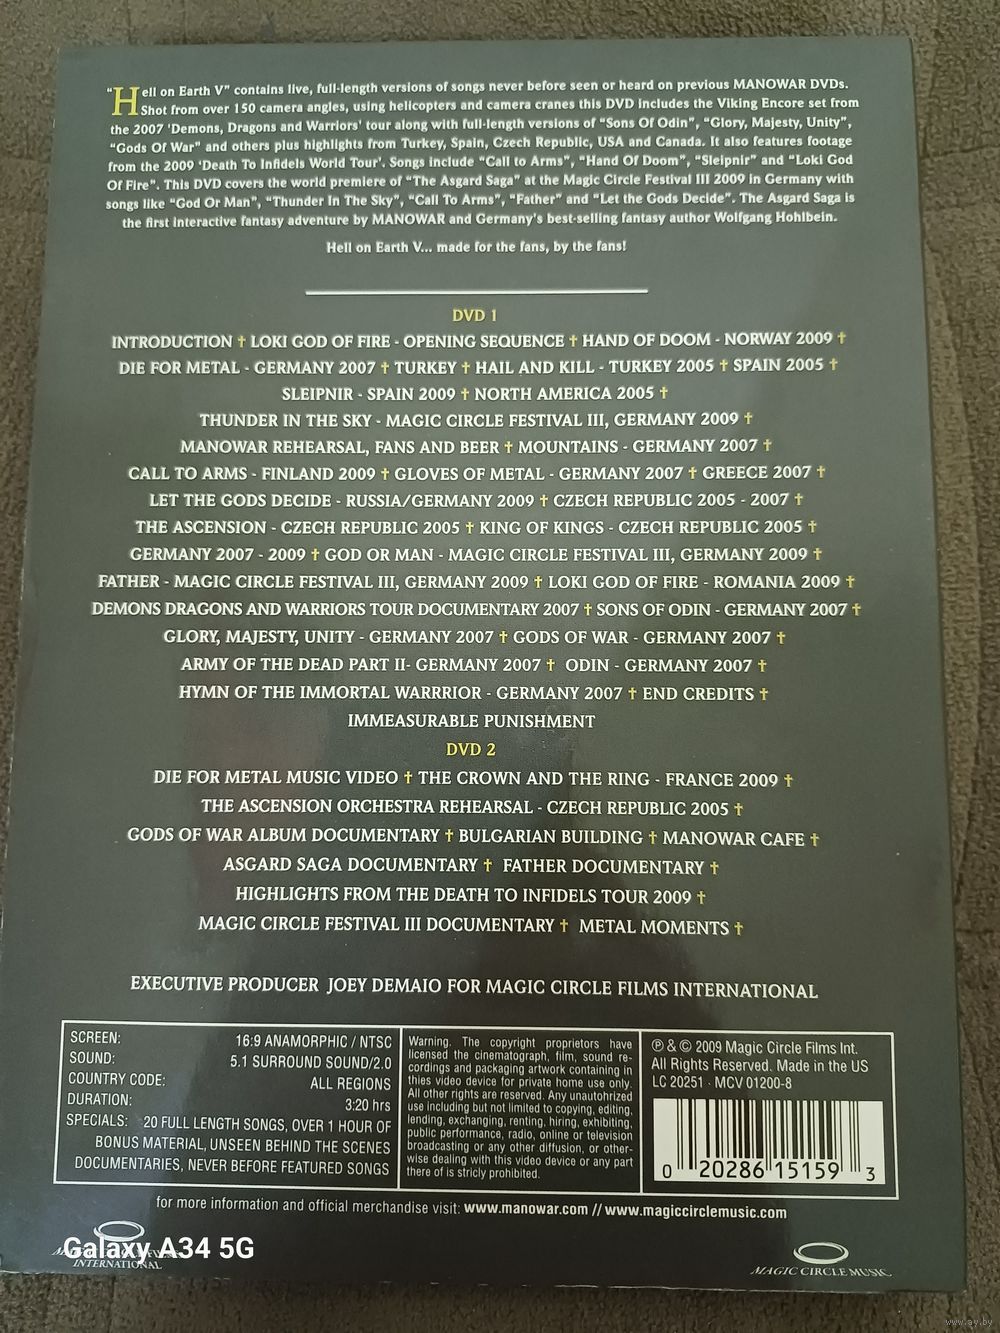 "Hell on Earth V" contains live, full-length versions of songs never before seen or heard on previous MANOWAR DVDs.
Shot from over 150 camera angles, using helicopters and camera cranes this DVD includes the Viking Encore set from
the 2007 'Demons, Dragons and Warriors' tour along with full-length versions of "Sons Of Odin", "Glory, Majesty, Unity",
"Gods Of War" and others plus highlights from Turkey, Spain, Czech Republic, USA and Canada. It also features footage
from the 2009 'Death To Infidels World Tour'. Songs include "Call to Arms", "Hand Of Doom", "Sleipnir" and "Loki God
Of Fire". This DVD covers the world premiere of "The Asgard Saga" at the Magic Circle Festival III 2009 in Germany with
songs like "God Or Man", "Thunder In The Sky", "Call To Arms", "Father" and "Let the Gods Decide". The Asgard Saga is
the first interactive fantasy adventure by MANOWAR and Germany's best-selling fantasy author Wolfgang Hohlbein.
Hell on Earth V... made for the fans, by the fans!
DVD 1
INTRODUCTION † LOKI GOD OF FIRE - OPENING SEQUENCE † HAND OF DOOM - NORWAY 2009 †
DIE FOR METAL - GERMANY 2007 † TURKEY † HAIL AND KILL - TURKEY 2005 † SPAIN 2005 †
SLEIPNIR - SPAIN 2009 † NORTH AMERICA 2005 †
THUNDER IN THE SKY - MAGIC CIRCLE FESTIVAL III, GERMANY 2009 †
MANOWAR REHEARSAL, FANS AND BEER † MOUNTAINS - GERMANY 2007 †
CALL TO ARMS - FINLAND 2009 † GLOVES OF METAL - GERMANY 2007 † GREECE 2007 †
LET THE GODS DECIDE - RUSSIA/GERMANY 2009 † CZECH REPUBLIC 2005 - 2007 †
THE ASCENSION - CZECH REPUBLIC 2005 † KING OF KINGS - CZECH REPUBLIC 2005 †
GERMANY 2007 - 2009 † GOD OR MAN - MAGIC CIRCLE FESTIVAL III, GERMANY 2009 †
FATHER - MAGIC CIRCLE FESTIVAL III, GERMANY 2009 † LOKI GOD OF FIRE - ROMANIA 2009 †
DEMONS DRAGONS AND WARRIORS TOUR DOCUMENTARY 2007 † SONS OF ODIN - GERMANY 2007 †
GLORY, MAJESTY, UNITY - GERMANY 2007 † GODS OF WAR - GERMANY 2007 †
ARMY OF THE DEAD PART II- GERMANY 2007 † ODIN - GERMANY 2007 †
HYMN OF THE IMMORTAL WARRRIOR - GERMANY 2007 † END CREDITS †
IMMEASURABLE PUNISHMENT
DVD 2
DIE FOR METAL MUSIC VIDEO † THE CROWN AND THE RING - FRANCE 2009 †
THE ASCENSION ORCHESTRA REHEARSAL - CZECH REPUBLIC 2005 †
GODS OF WAR ALBUM DOCUMENTARY † BULGARIAN BUILDING † MANOWAR CAFE †
ASGARD SAGA DOCUMENTARY † FATHER DOCUMENTARY †
HIGHLIGHTS FROM THE DEATH TO INFIDELS TOUR 2009 †
MAGIC CIRCLE FESTIVAL III DOCUMENTARY † METAL MOMENTS †
EXECUTIVE PRODUCER JOEY DEMAIO FOR MAGIC CIRCLE FILMS INTERNATIONAL
SCREEN: 16:9 ANAMORPHIC / NTSC
SOUND: 5.1 SURROUND SOUND/2.0
COUNTRY CODE: ALL REGIONS
DURATION: 3:20 hrs
SPECIALS: 20 FULL LENGTH SONGS, OVER 1 HOUR OF
BONUS MATERIAL, UNSEEN BEHIND THE SCENES
DOCUMENTARIES, NEVER BEFORE FEATURED SONGS
Warning. The copyright proprietors have
licensed the cinematograph, film, sound re-
cordings and packaging artwork containing in
thies video device for private home use only.
All other rights are reserved. Any unautohrized
use including but not limited to copying, editing,
lending, exchanging, renting, hiring, exhibiting,
public performance, radio, online or television
broadcasting or any other diffusion, or other-
wise dealing with this video device or any part
there of is stricly prohibited.
℗ & © 2009 Magic Circle Films Int.
All Rights Reserved. Made in the US
LC 20251 · MCV 01200-8
0 20286 15159 3
for more information and official merchandise visit: www.manowar.com // www.magiccirclemusic.com
Galaxy A34 5G
INTERNATIONAL
MAGIC CIRCLE MUSIC
www.ay.by